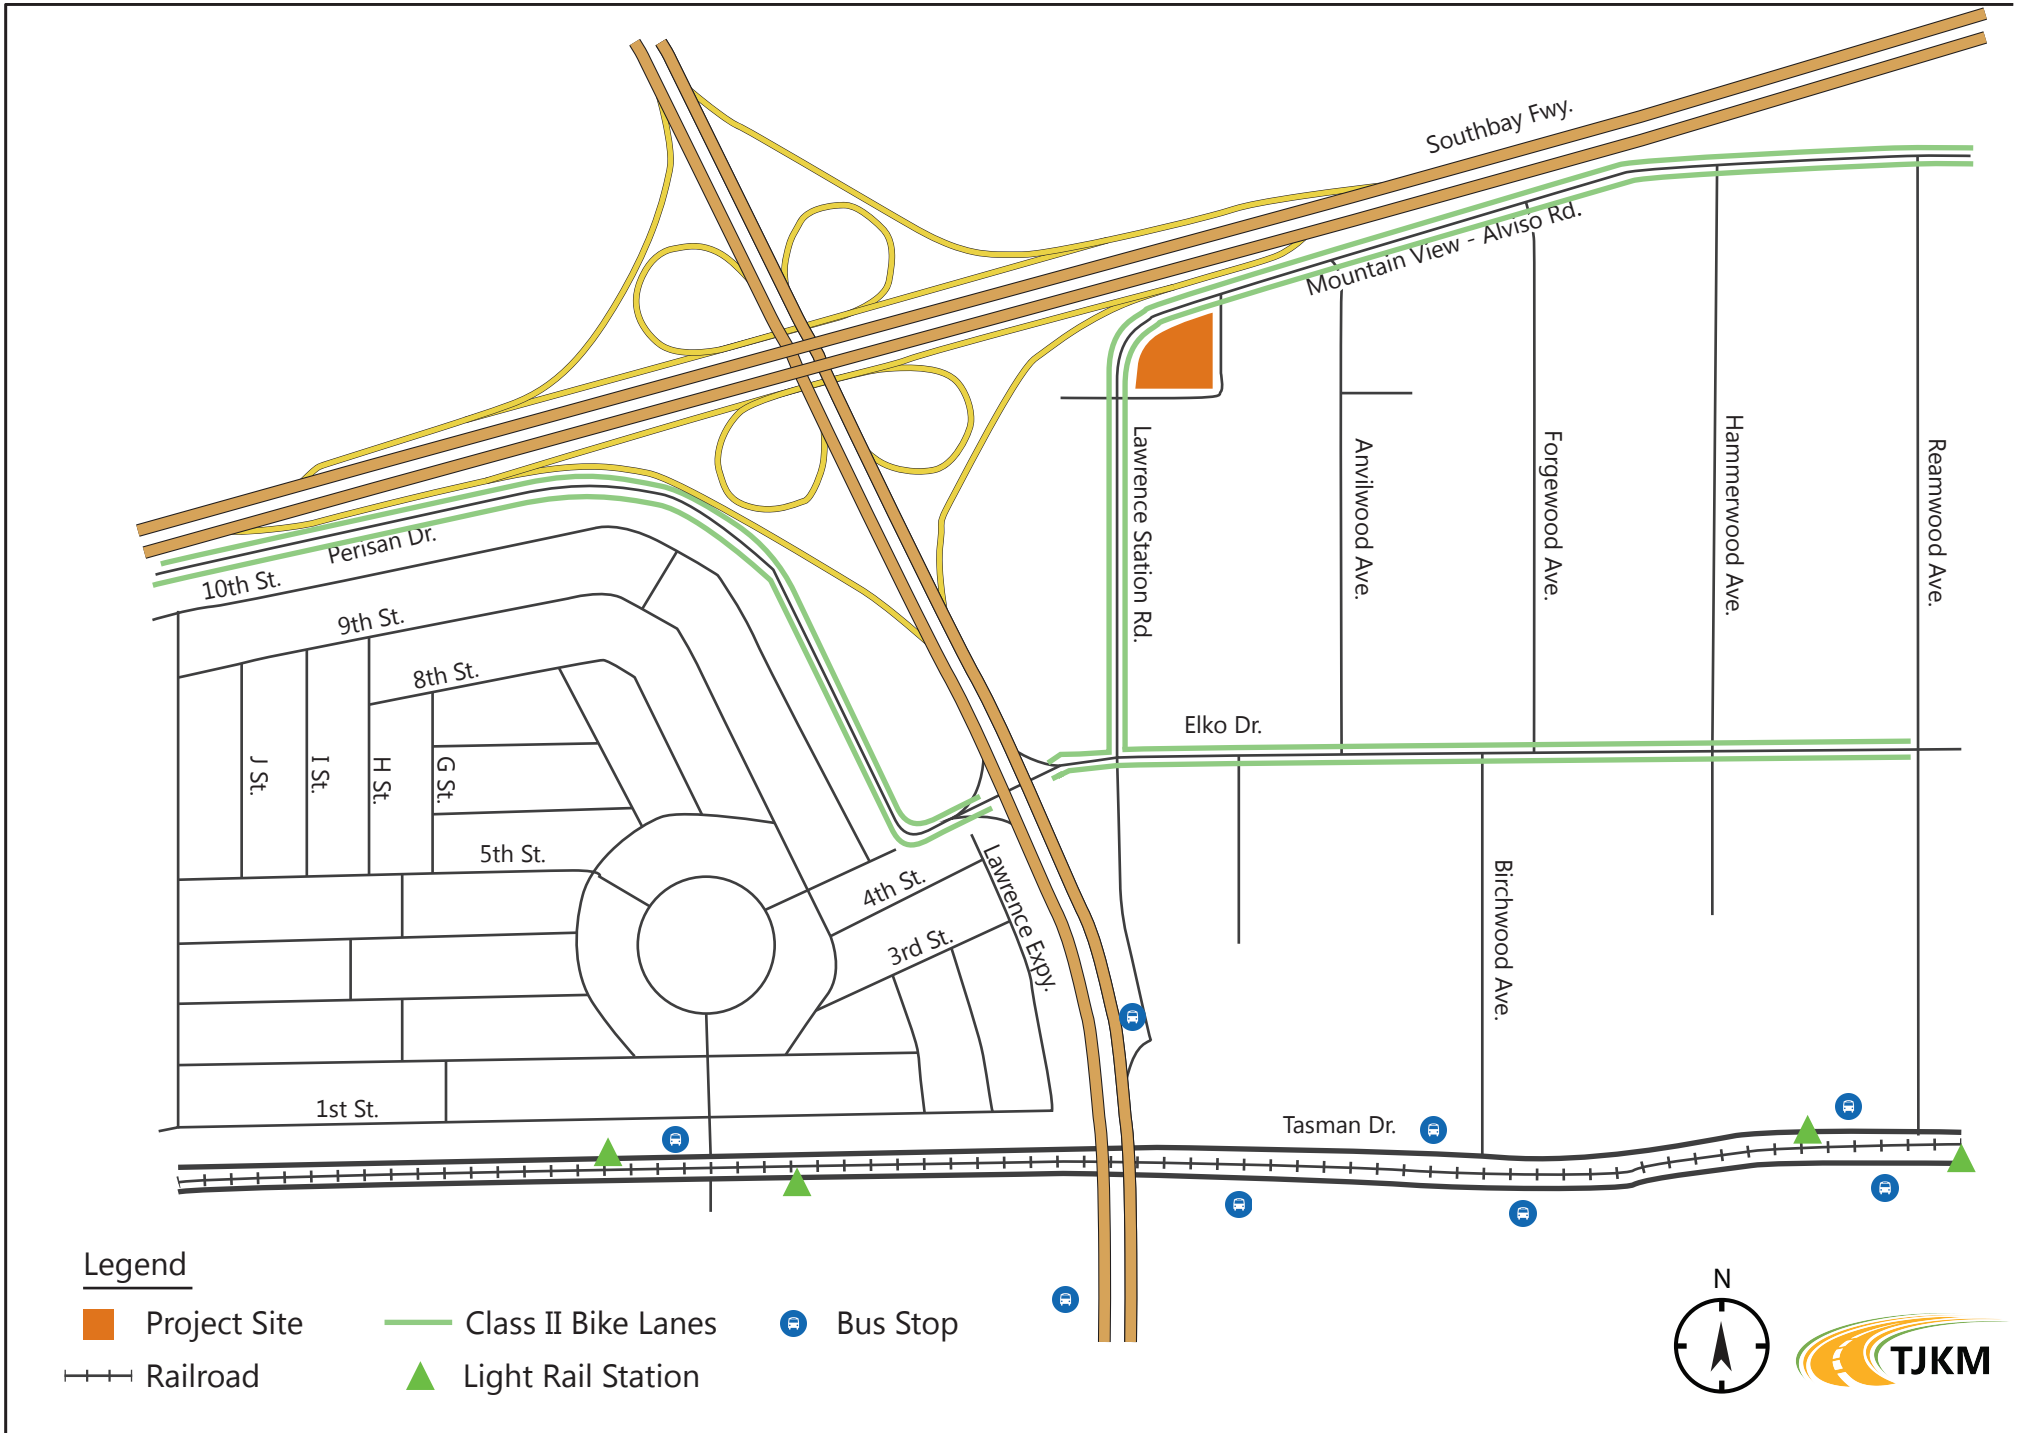 Southbay Fwy.
Mountain View - Alviso Rd.
Perisan Dr.
10th St.
9th St.
8th St.
J St.
I St.
H St.
G St.
5th St.
4th St.
3rd St.
1st St.
Lawrence Expy.
Lawrence Station Rd.
Anvilwood Ave.
Forgewood Ave.
Hammerwood Ave.
Reamwood Ave.
Elko Dr.
Birchwood Ave.
Tasman Dr.
Legend
Project Site
Class II Bike Lanes
Bus Stop
Railroad
Light Rail Station
N
TJKM